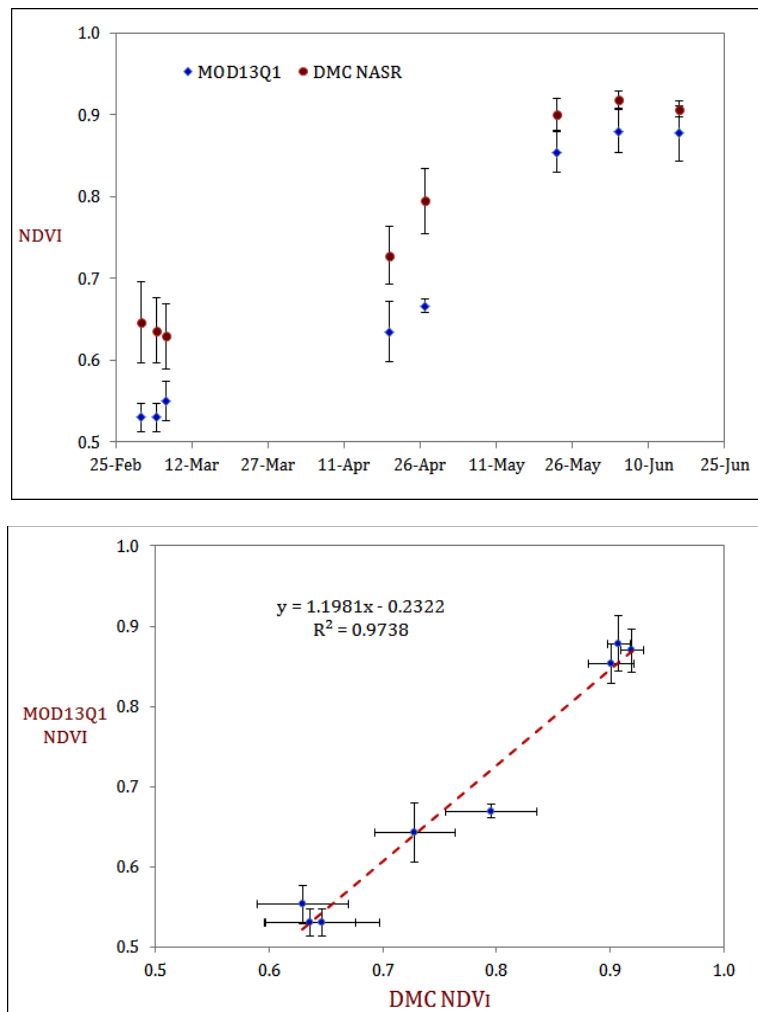 1.0
MOD13Q1 DMC NASR
0.9
0.8
NDVI
0.7
0.6
0.5
25-Feb 12-Mar 27-Mar 11-Apr 26-Apr 11-May 26-May 10-Jun 25-Jun
1.0
y = 1.1981x - 0.2322
R² = 0.9738
0.9
0.8
MOD13Q1
NDVI
0.7
0.6
0.5
0.5 0.6 0.7 0.8 0.9 1.0
DMC NDVI